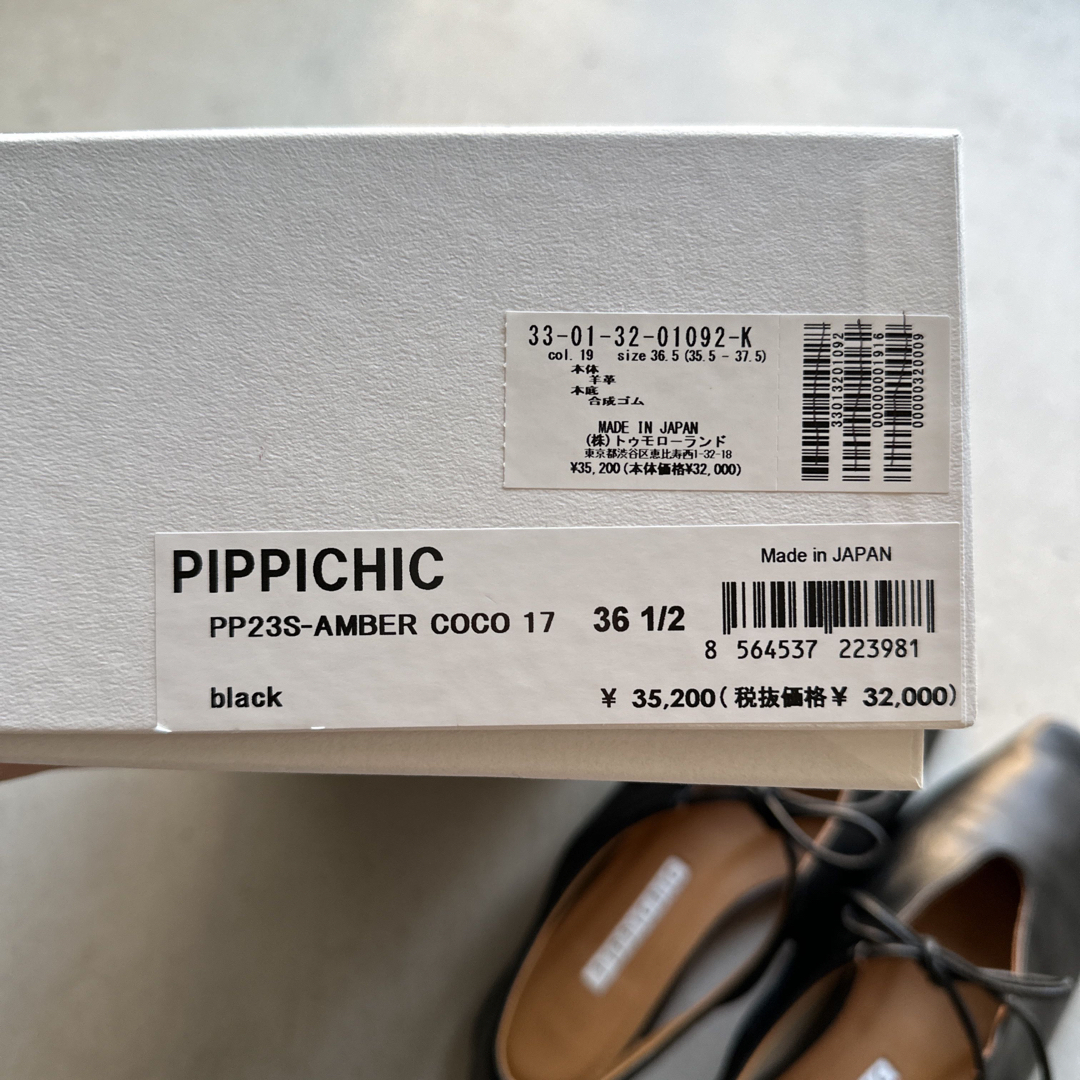 33-01-32-01092-K
col. 19 size 36.5 (35.5 - 37.5)
本体
羊革
本底
合成ゴム
MADE IN JAPAN
(株)トゥモローランド
東京都渋谷区恵比寿西1-32-18
¥35,200(本体価格¥32,000)
3301320​1092
0000000001916
000000320009
PIPPICHIC
Made in JAPAN
PP23S-AMBER COCO 17 36 1/2
8 564537 223981
black
¥ 35,200(税抜価格¥ 32,000)